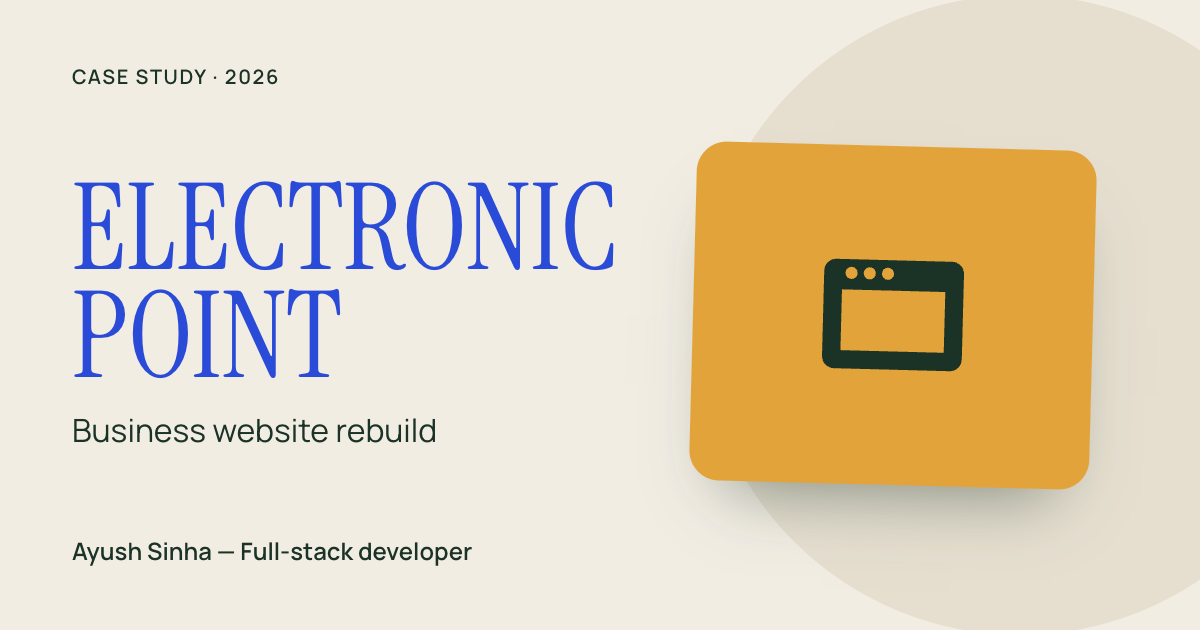 CASE STUDY · 2026
ELECTRONIC
POINT
Business website rebuild
Ayush Sinha — Full-stack developer